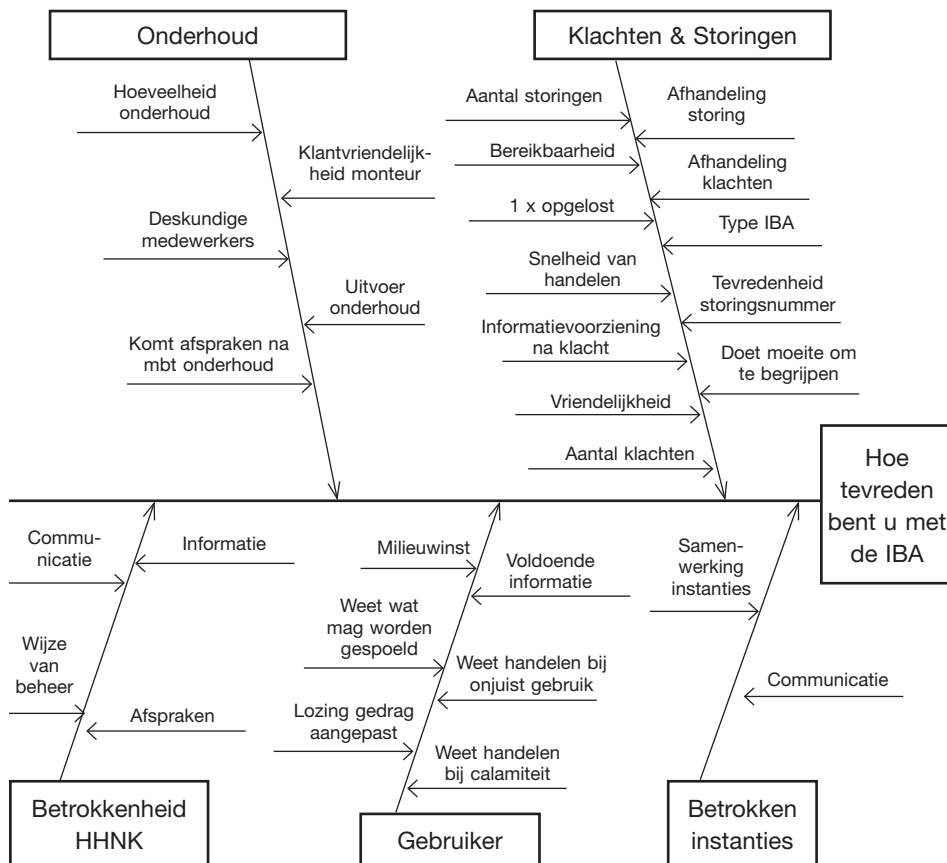 Onderhoud
Klachten & Storingen
Hoeveelheid
onderhoud
Klantvriendelijk-
heid monteur
Deskundige
medewerkers
Uitvoer
onderhoud
Komt afspraken na
mbt onderhoud
Aantal storingen
Afhandeling
storing
Bereikbaarheid
Afhandeling
klachten
1 x opgelost
Type IBA
Snelheid van
handelen
Tevredenheid
storingsnummer
Informatievoorziening
na klacht
Doet moeite om
te begrijpen
Vriendelijkheid
Aantal klachten
Hoe
tevreden
bent u met
de IBA
Commu-
nicatie
Informatie
Wijze
van
beheer
Afspraken
Milieuwinst
Voldoende
informatie
Weet wat
mag worden
gespoeld
Weet handelen bij
onjuist gebruik
Lozing gedrag
aangepast
Weet handelen
bij calamiteit
Samen-
werking
instanties
Communicatie
Betrokkenheid
HHNK
Gebruiker
Betrokken
instanties